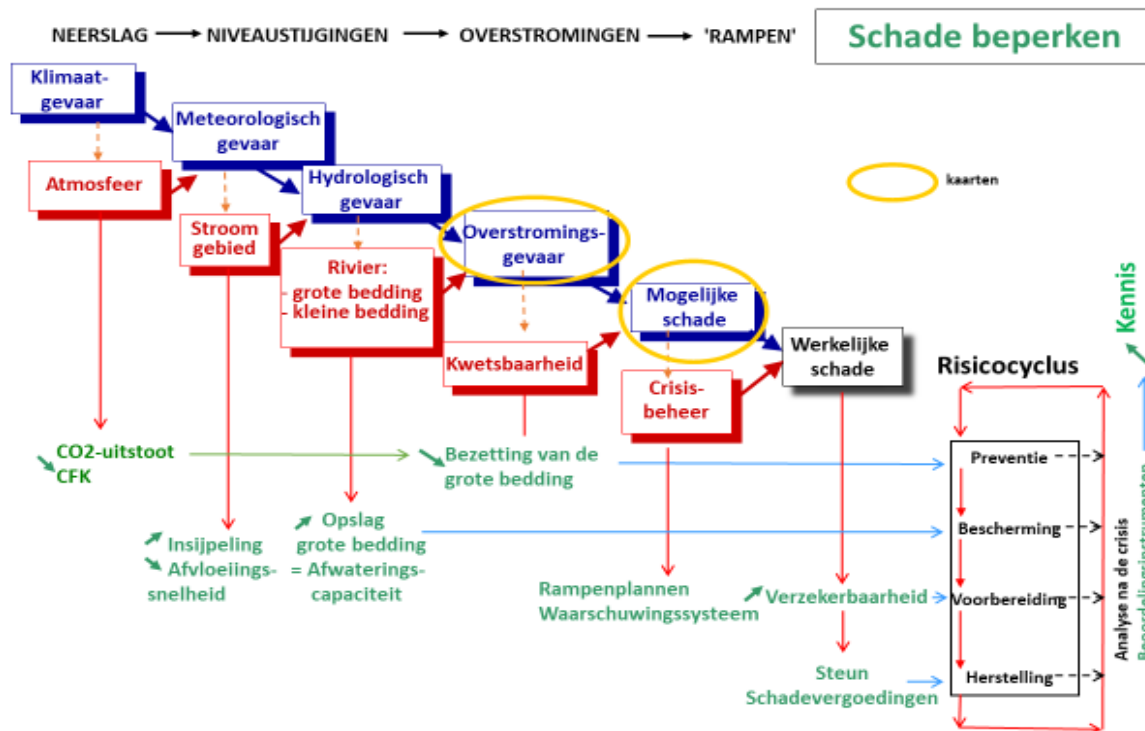 NEERSLAG NIVEAUSTIJGINGEN OVERSTROMINGEN 'RAMPEN'
Schade beperken
Klimaat-
gevaar
Meteorologisch
gevaar
Atmosfeer
Hydrologisch
gevaar
kaarten
Stroom
gebied
Overstromings-
gevaar
Rivier:
- grote bedding
- kleine bedding
Mogelijke
schade
Kennis
Kwetsbaarheid
Werkelijke
schade
Crisis-
beheer
Risicocyclus
CO2-uitstoot
CFK
Bezetting van de
grote bedding
Preventie
Insijpeling
Afvloeiings-
snelheid
Opslag
grote bedding
= Afwaterings-
capaciteit
Bescherming
Rampenplannen
Waarschuwingssysteem
Verzekerbaarheid
Voorbereiding
Steun
Schadevergoedingen
Herstelling
Analyse na de crisis
Beoordelingsinstrumenten